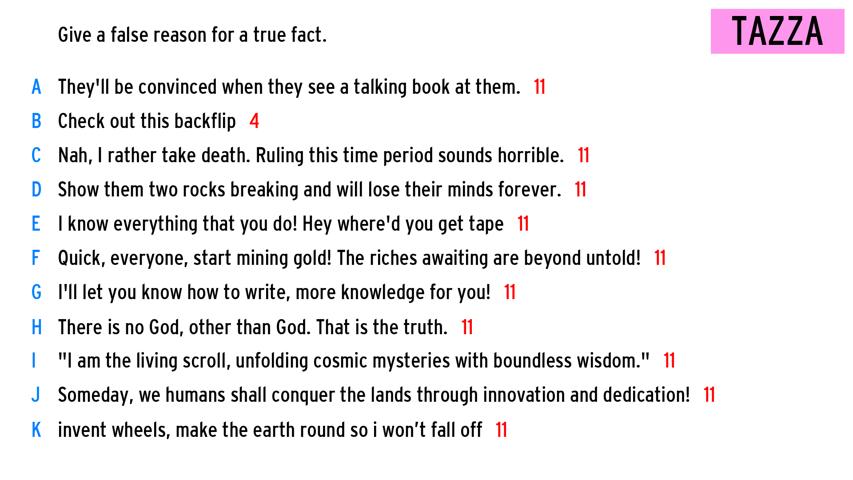 Give a false reason for a true fact.
TAZZA
A They'll be convinced when they see a talking book at them. 11
B Check out this backflip 4
C Nah, I rather take death. Ruling this time period sounds horrible. 11
D Show them two rocks breaking and will lose their minds forever. 11
E I know everything that you do! Hey where'd you get tape 11
F Quick, everyone, start mining gold! The riches awaiting are beyond untold! 11
G I'll let you know how to write, more knowledge for you! 11
H There is no God, other than God. That is the truth. 11
I "I am the living scroll, unfolding cosmic mysteries with boundless wisdom." 11
J Someday, we humans shall conquer the lands through innovation and dedication! 11
K invent wheels, make the earth round so i won’t fall off 11